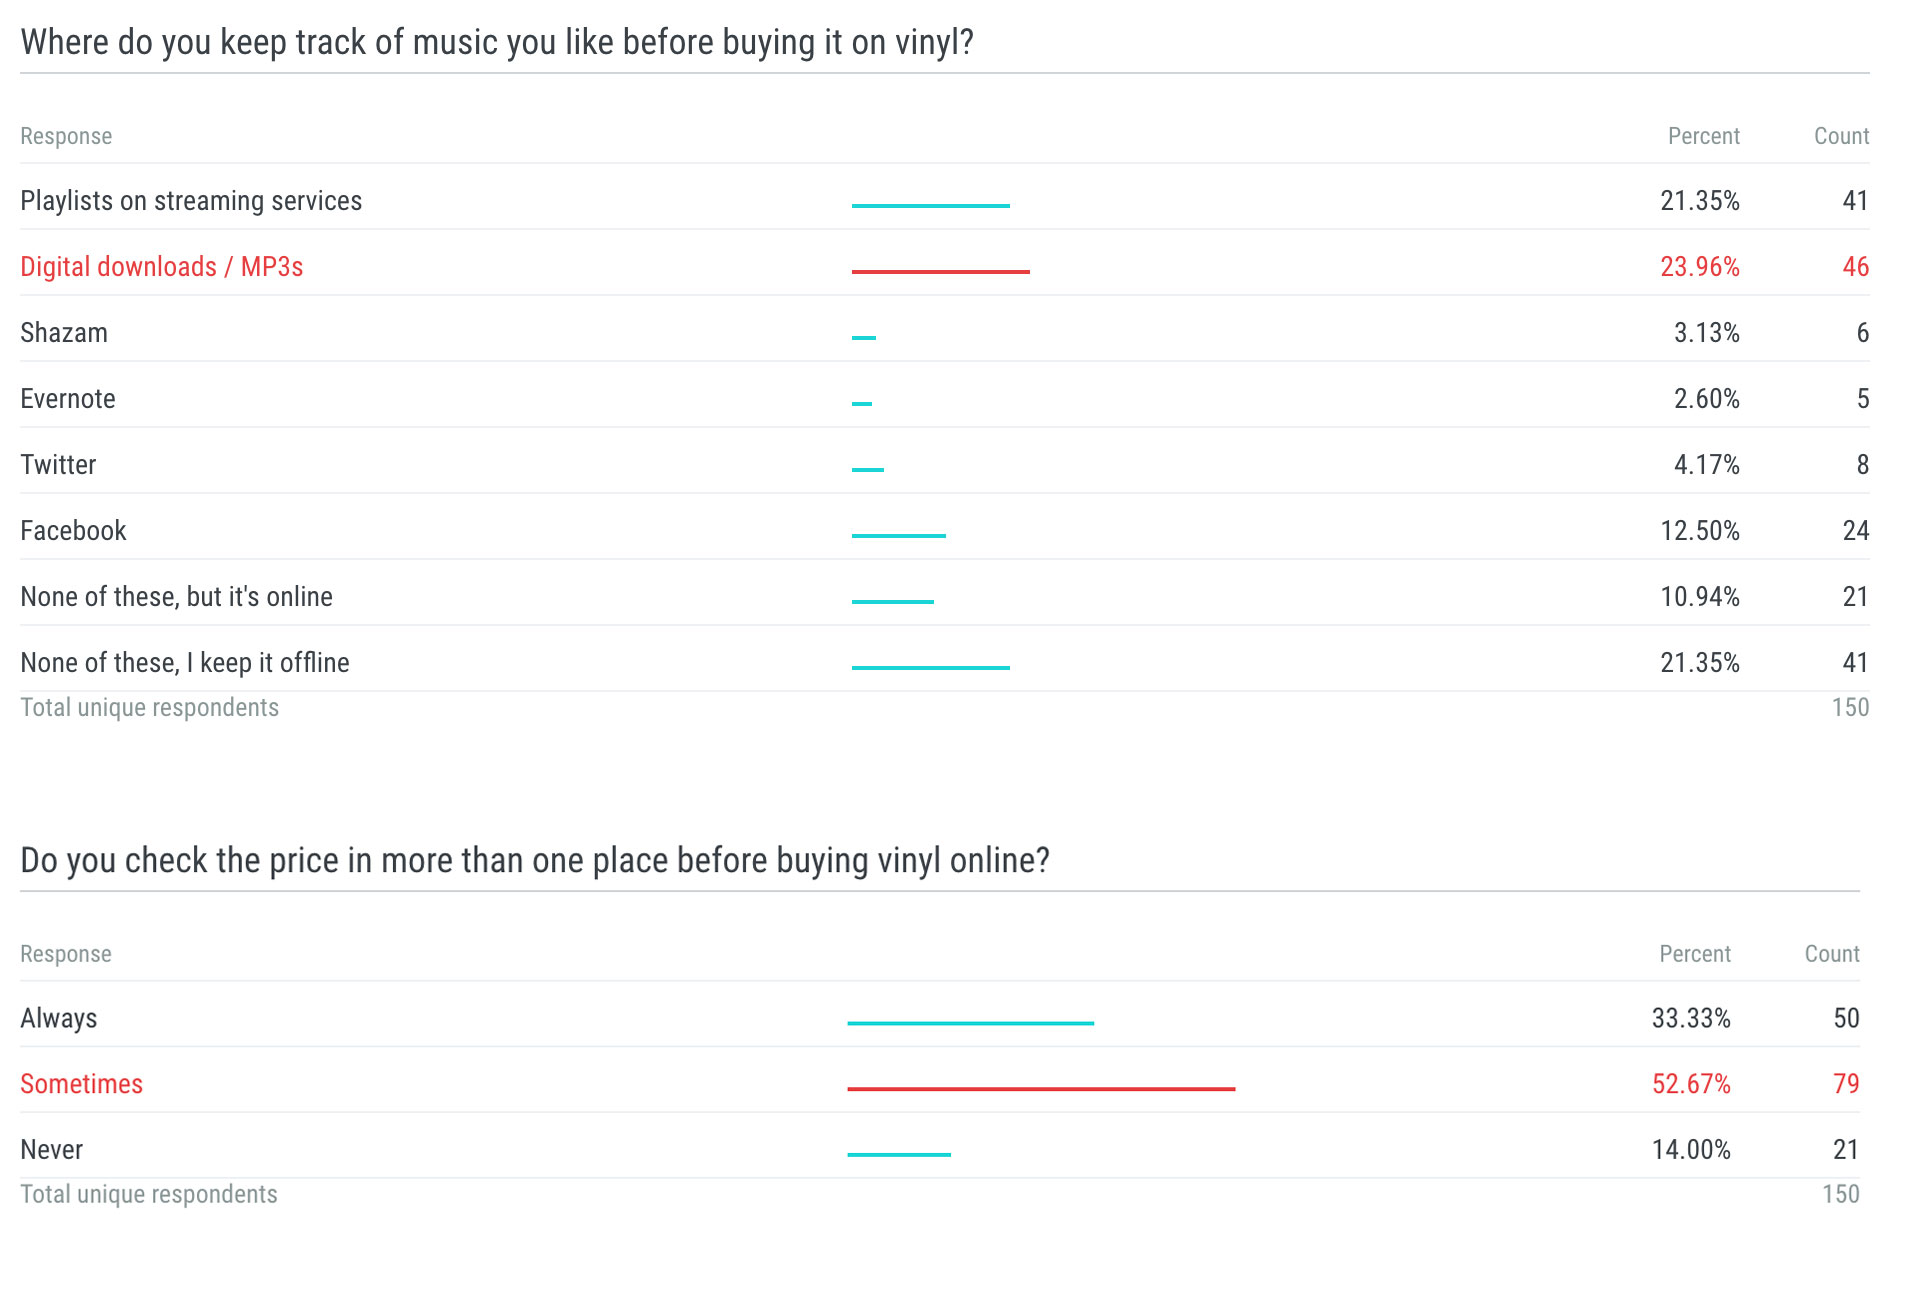 Where do you keep track of music you like before buying it on vinyl?
Response Percent Count
Playlists on streaming services 21.35% 41
Digital downloads / MP3s 23.96% 46
Shazam 3.13% 6
Evernote 2.60% 5
Twitter 4.17% 8
Facebook 12.50% 24
None of these, but it's online 10.94% 21
None of these, I keep it offline 21.35% 41
Total unique respondents 150
Do you check the price in more than one place before buying vinyl online?
Response Percent Count
Always 33.33% 50
Sometimes 52.67% 79
Never 14.00% 21
Total unique respondents 150